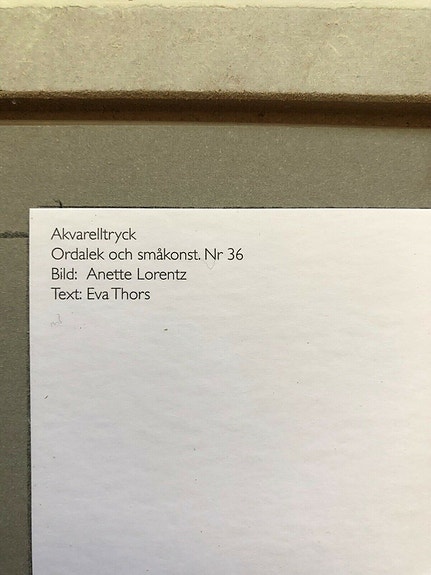 Akvarelltryck
Ordalek och småkonst. Nr 36
Bild: Anette Lorentz
Text: Eva Thors